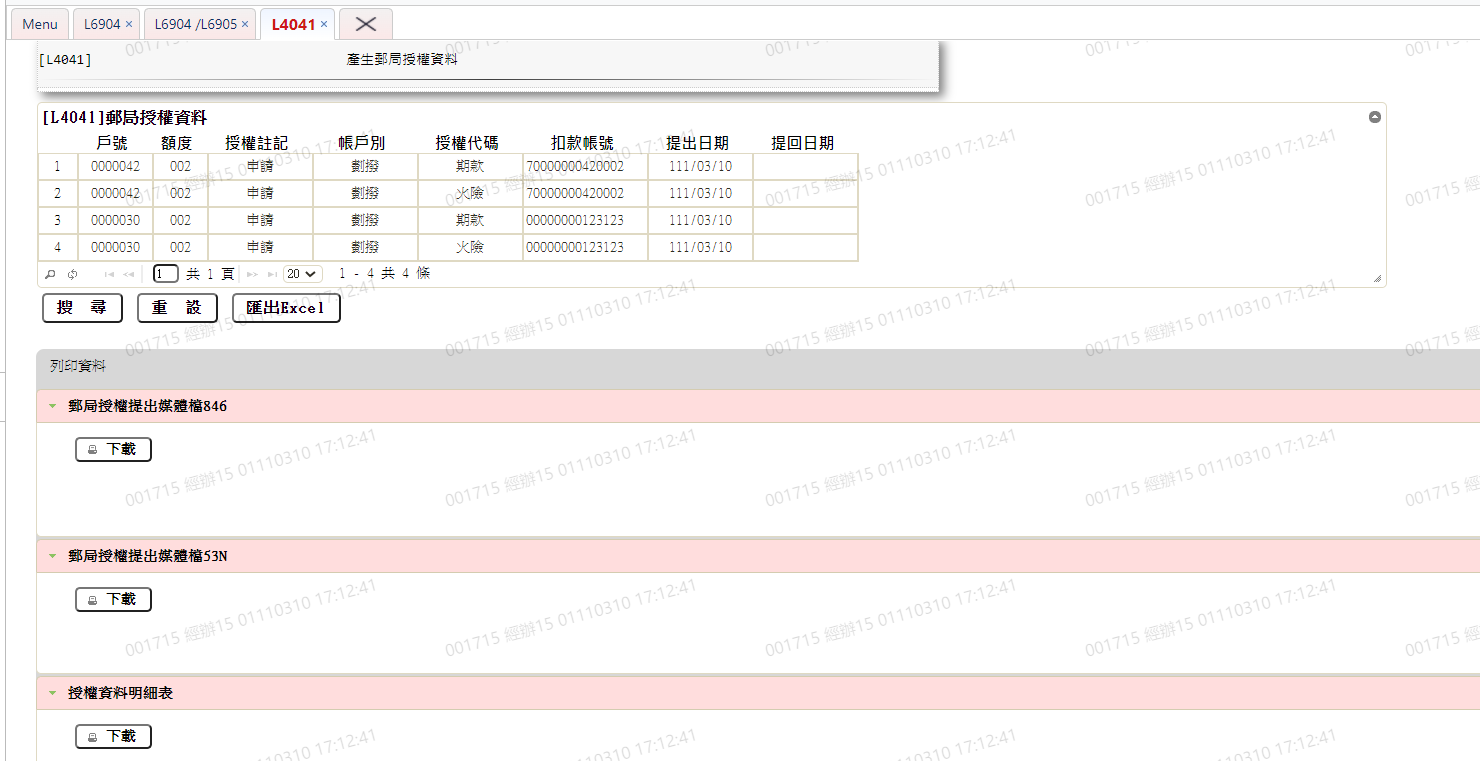 Menu L6904 × L6904 /L6905 × L4041 ×
[L4041] 產生郵局授權資料
[L4041]郵局授權資料
戶號 額度 授權註記 帳戶別 授權代碼 扣款帳號 提出日期 提回日期
1 0000042 002 申請 劃撥 期款 70000000420002 111/03/10
2 0000042 002 申請 劃撥 火險 70000000420002 111/03/10
3 0000030 002 申請 劃撥 期款 00000000123123 111/03/10
4 0000030 002 申請 劃撥 火險 00000000123123 111/03/10
1 共 1 頁 20 1 - 4 共 4 條
搜 尋 重 設 匯出Excel
列印資料
郵局授權提出媒體檔846
下載
郵局授權提出媒體檔53N
下載
授權資料明細表
下載
001715 經辦15 01110310 17:12:41